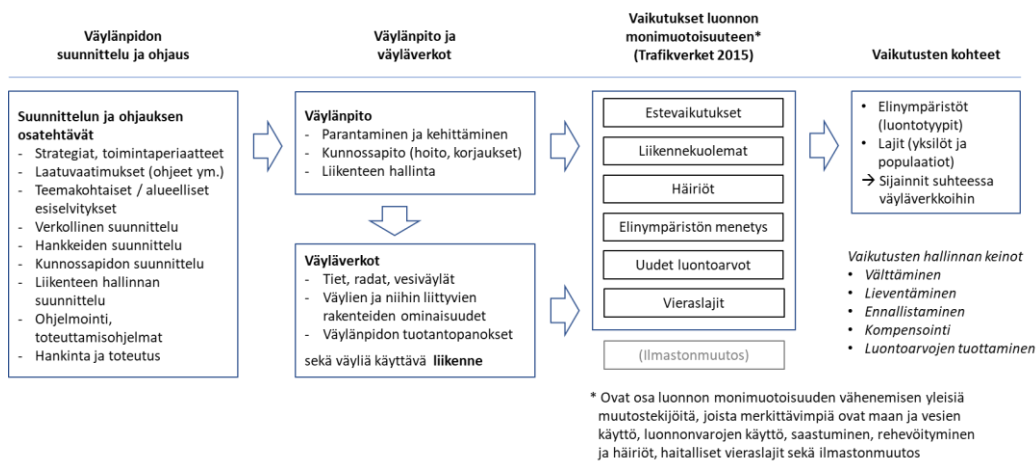 Väylänpidon
suunnittelu ja ohjaus
Väylänpito ja
väyläverkot
Vaikutukset luonnon
monimuotoisuuteen*
(Trafikverket 2015)
Vaikutusten kohteet
Suunnittelun ja ohjauksen
osatehtävät
- Strategiat, toimintaperiaatteet
- Laatuvaatimukset (ohjeet ym.)
- Teemakohtaiset / alueelliset
esiselvitykset
- Verkollinen suunnittelu
- Hankkeiden suunnittelu
- Kunnossapidon suunnittelu
- Liikenteen hallinnan
suunnittelu
- Ohjelmointi,
toteuttamisohjelmat
- Hankinta ja toteutus
Väylänpito
- Parantaminen ja kehittäminen
- Kunnossapito (hoito, korjaukset)
- Liikenteen hallinta
Väyläverkot
- Tiet, radat, vesiväylät
- Väylien ja niihin liittyvien
rakenteiden ominaisuudet
- Väylänpidon tuotantopanokset
sekä väyliä käyttävä liikenne
Estevaikutukset
Liikennekuolemat
Häiriöt
Elinympäristön menetys
Uudet luontoarvot
Vieraslajit
(Ilmastonmuutos)
• Elinympäristöt
(luontotyypit)
• Lajit (yksilöt ja
populaatiot)
→ Sijainnit suhteessa
väyläverkkoihin
Vaikutusten hallinnan keinot
• Välttäminen
• Lieventäminen
• Ennallistaminen
• Kompensointi
• Luontoarvojen tuottaminen
* Ovat osa luonnon monimuotoisuuden vähenemisen yleisiä
muutostekijöitä, joista merkittävimpiä ovat maan ja vesien
käyttö, luonnonvarojen käyttö, saastuminen, rehevöityminen
ja häiriöt, haitalliset vieraslajit sekä ilmastonmuutos